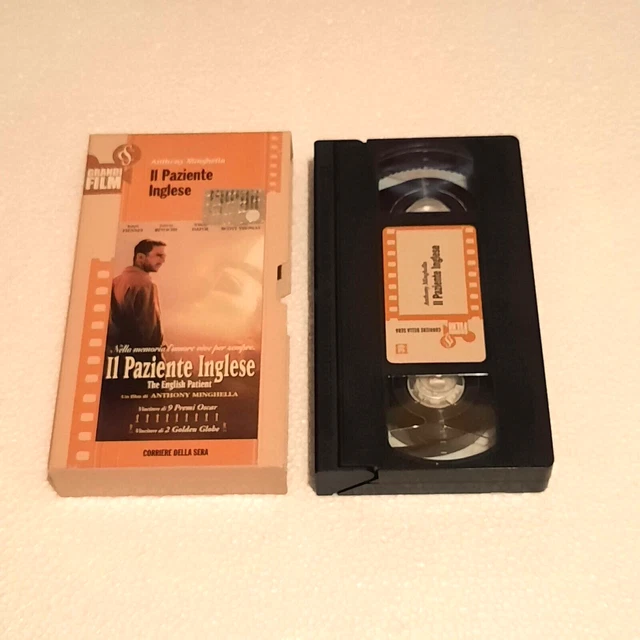 GRANDI
FILM
Anthony Minghella
Il Paziente
Inglese
Nella memoria l'amore vive per sempre.
Il Paziente Inglese
The English Patient
Un film di ANTHONY MINGHELLA
Vincitore di 9 Premi Oscar
Vincitore di 2 Golden Globe
CORRIERE DELLA SERA
Anthony Minghella
Il Paziente Inglese
CORRIERE DELLA SERA